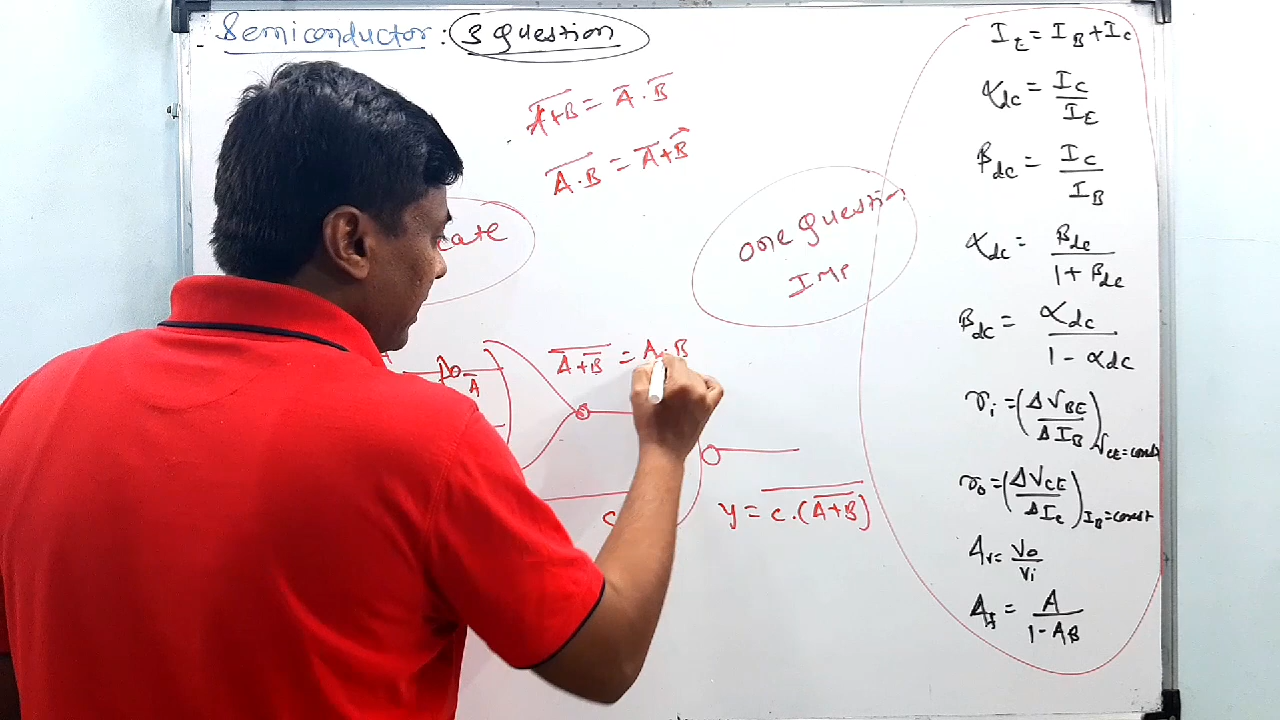 Semiconductor : 3 Question
A̅+̅B̅ = A̅ . B̅
A̅.̅B̅ = A̅ + B̅
One Question
IMP
A̅
A̅+̅B̅ = A . B
C
y = C . (A̅+̅B̅)
I_E = I_B + I_C
α_dc = I_C / I_E
β_dc = I_C / I_B
α_dc = β_dc / 1 + β_dc
β_dc = α_dc / 1 - α_dc
r_i = (ΔV_BE / ΔI_B) V_CE = const
r_o = (ΔV_CE / ΔI_C) I_B = const
A_v = V_o / V_i
A_f = A / 1 - AB